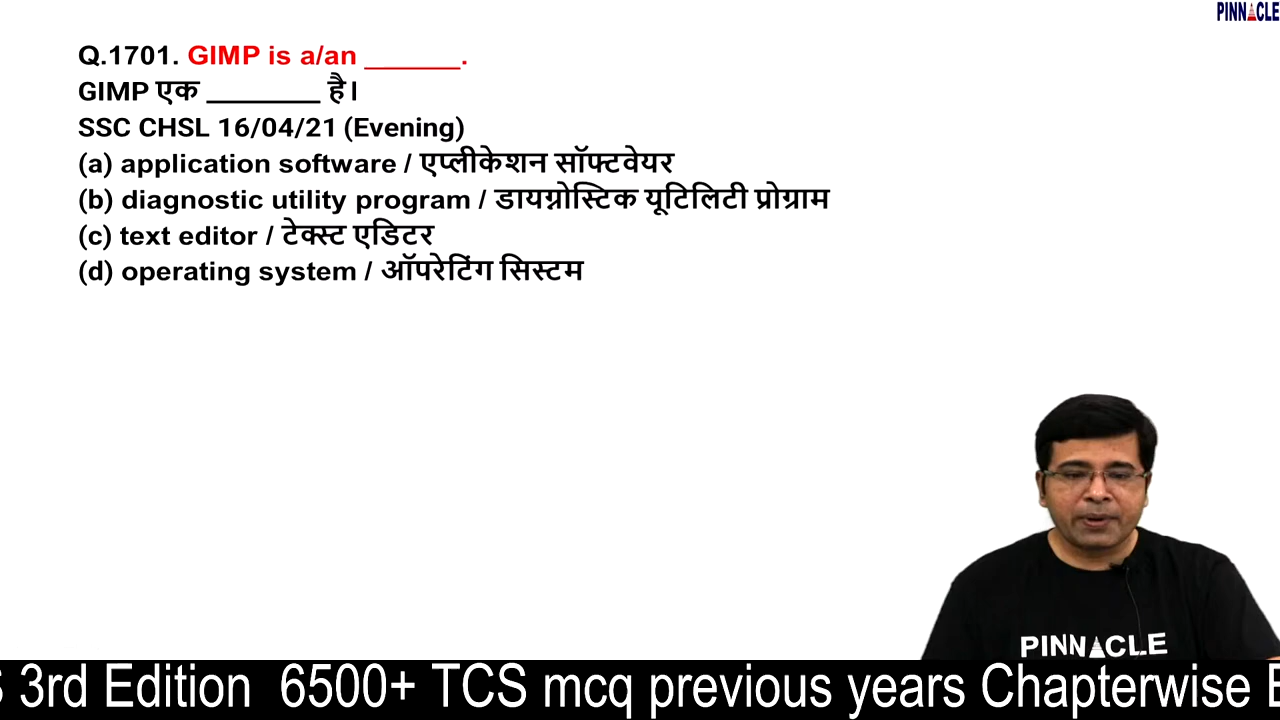 PINNACLE
Q.1701. GIMP is a/an ______.
GIMP एक ________ है।
SSC CHSL 16/04/21 (Evening)
(a) application software / एप्लीकेशन सॉफ्टवेयर
(b) diagnostic utility program / डायग्नोस्टिक यूटिलिटी प्रोग्राम
(c) text editor / टेक्स्ट एडिटर
(d) operating system / ऑपरेटिंग सिस्टम
PINNACLE
3rd Edition 6500+ TCS mcq previous years Chapterwise